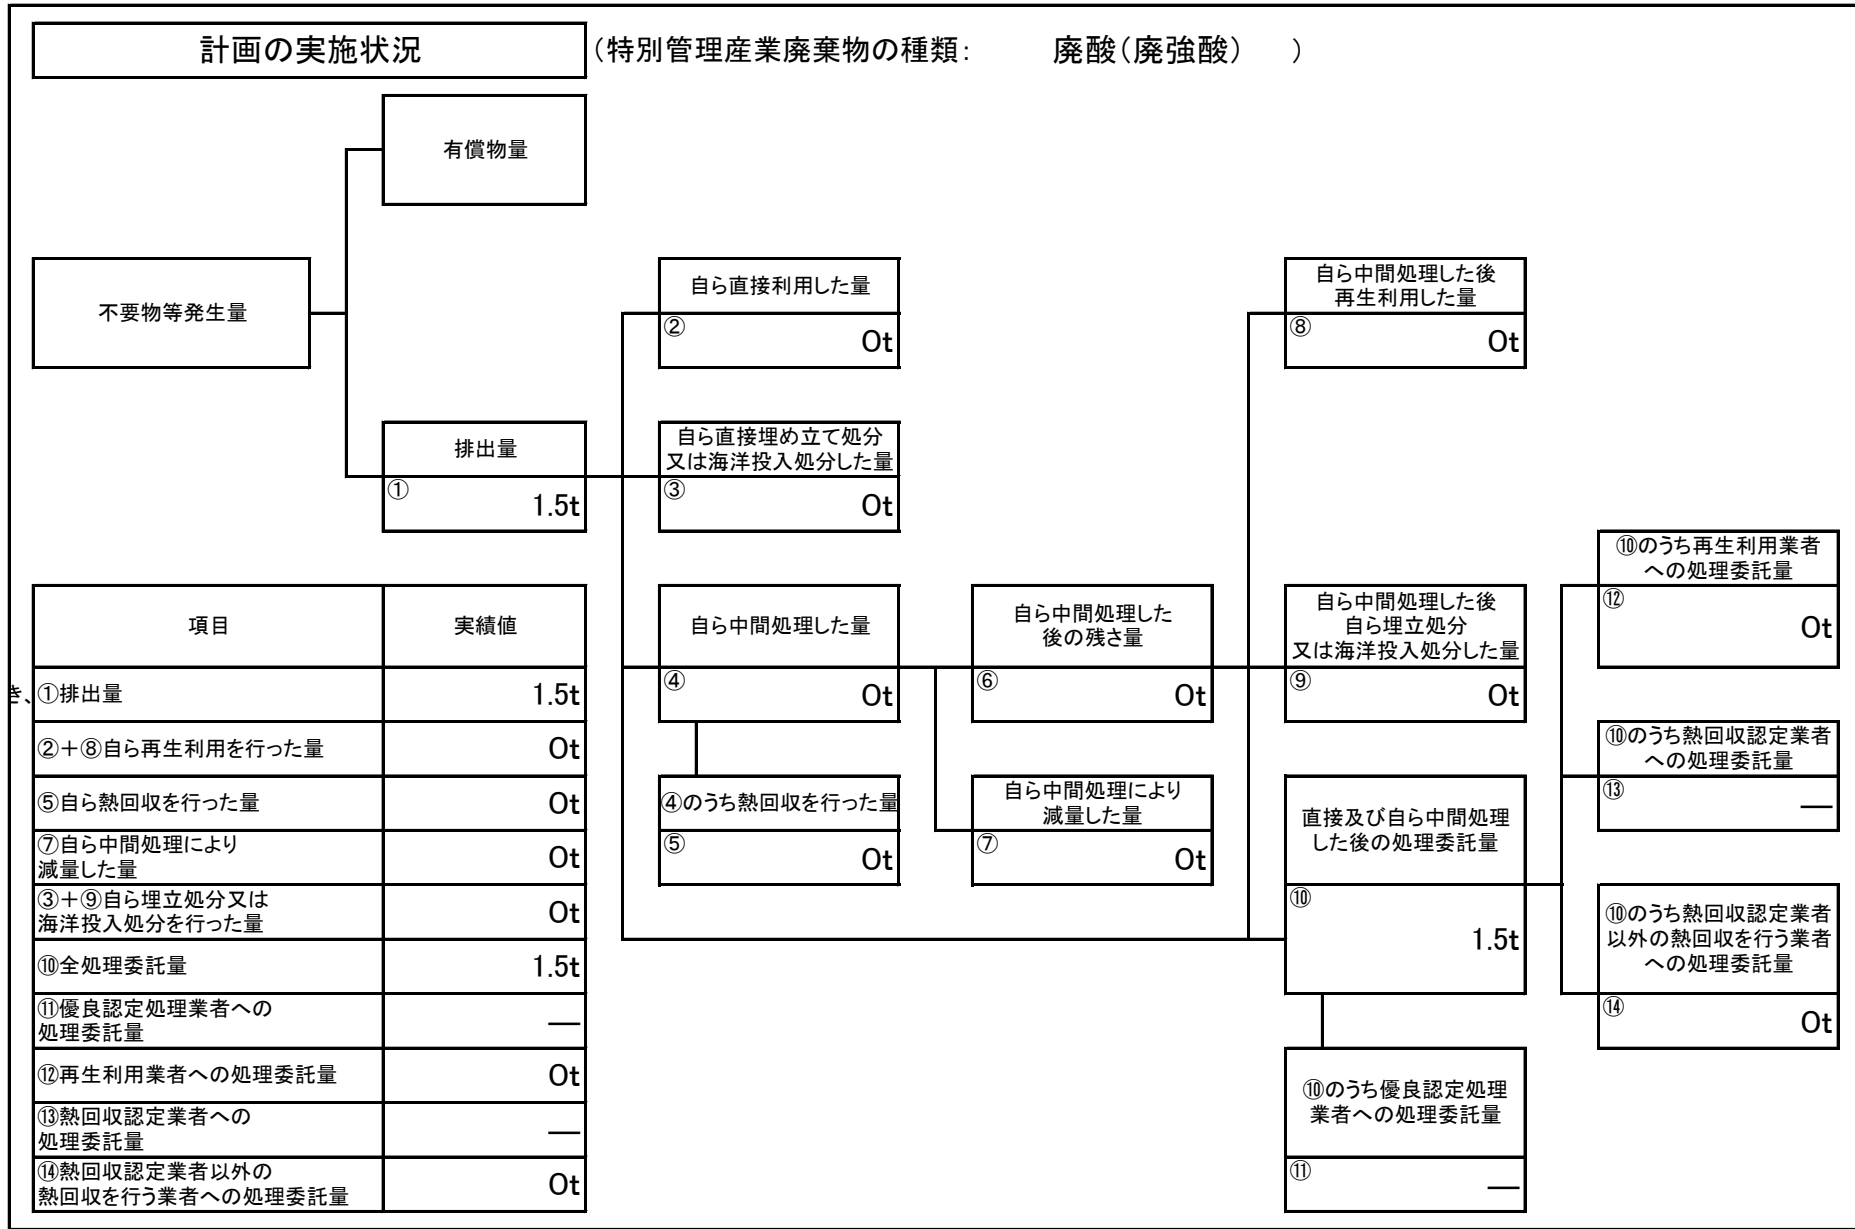 計画の実施状況
（特別管理産業廃棄物の種類：　廃酸（廃強酸）　）
有償物量
不要物等発生量
自ら直接利用した量
②
0t
自ら中間処理した後
再生利用した量
⑧
0t
排出量
①
1.5t
自ら直接埋め立て処分
又は海洋投入処分した量
③
0t
自ら中間処理した量
④
0t
自ら中間処理した
後の残さ量
⑥
0t
自ら中間処理した後
自ら埋立処分
又は海洋投入処分した量
⑨
0t
⑩のうち再生利用業者
への処理委託量
⑫
0t
④のうち熱回収を行った量
⑤
0t
自ら中間処理により
減量した量
⑦
0t
直接及び自ら中間処理
した後の処理委託量
⑩
1.5t
⑩のうち熱回収認定業者
への処理委託量
⑬
―
⑩のうち熱回収認定業者
以外の熱回収を行う業者
への処理委託量
⑭
0t
⑩のうち優良認定処理
業者への処理委託量
⑪
―
項目　実績値
き、
①排出量　1.5t
②＋⑧自ら再生利用を行った量　0t
⑤自ら熱回収を行った量　0t
⑦自ら中間処理により
減量した量　0t
③＋⑨自ら埋立処分又は
海洋投入処分を行った量　0t
⑩全処理委託量　1.5t
⑪優良認定処理業者への
処理委託量　―
⑫再生利用業者への処理委託量　0t
⑬熱回収認定業者への
処理委託量　―
⑭熱回収認定業者以外の
熱回収を行う業者への処理委託量　0t